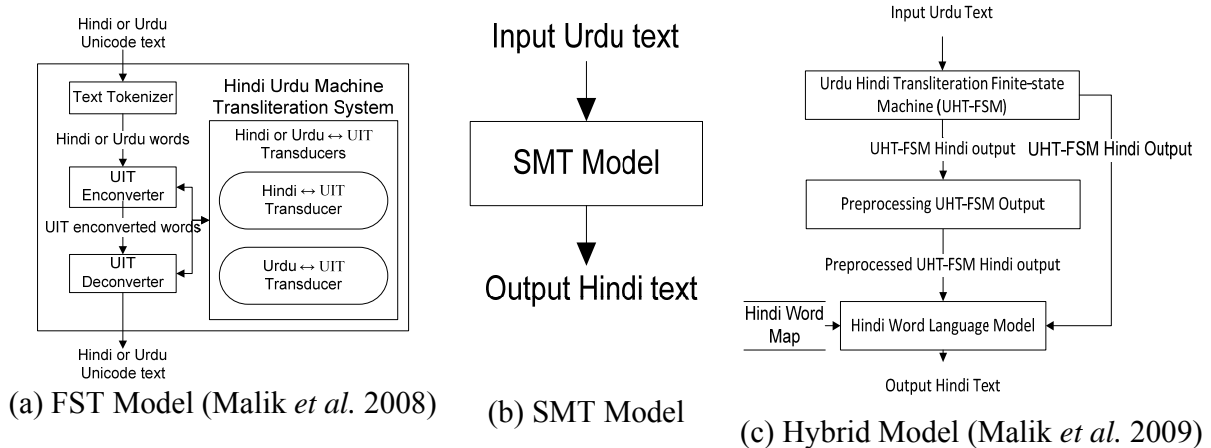 Hindi or Urdu
Unicode text
Text Tokenizer
Hindi or Urdu words
UIT
Enconverter
UIT enconverted words
UIT
Deconverter
Hindi or Urdu
Unicode text
Hindi Urdu Machine
Transliteration System
Hindi or Urdu ↔ UIT
Transducers
Hindi ↔ UIT
Transducer
Urdu ↔ UIT
Transducer
(a) FST Model (Malik et al. 2008)
Input Urdu text
SMT Model
Output Hindi text
(b) SMT Model
Input Urdu Text
Urdu Hindi Transliteration Finite-state
Machine (UHT-FSM)
UHT-FSM Hindi output
UHT-FSM Hindi Output
Preprocessing UHT-FSM Output
Preprocessed UHT-FSM Hindi output
Hindi Word
Map
Hindi Word Language Model
Output Hindi Text
(c) Hybrid Model (Malik et al. 2009)